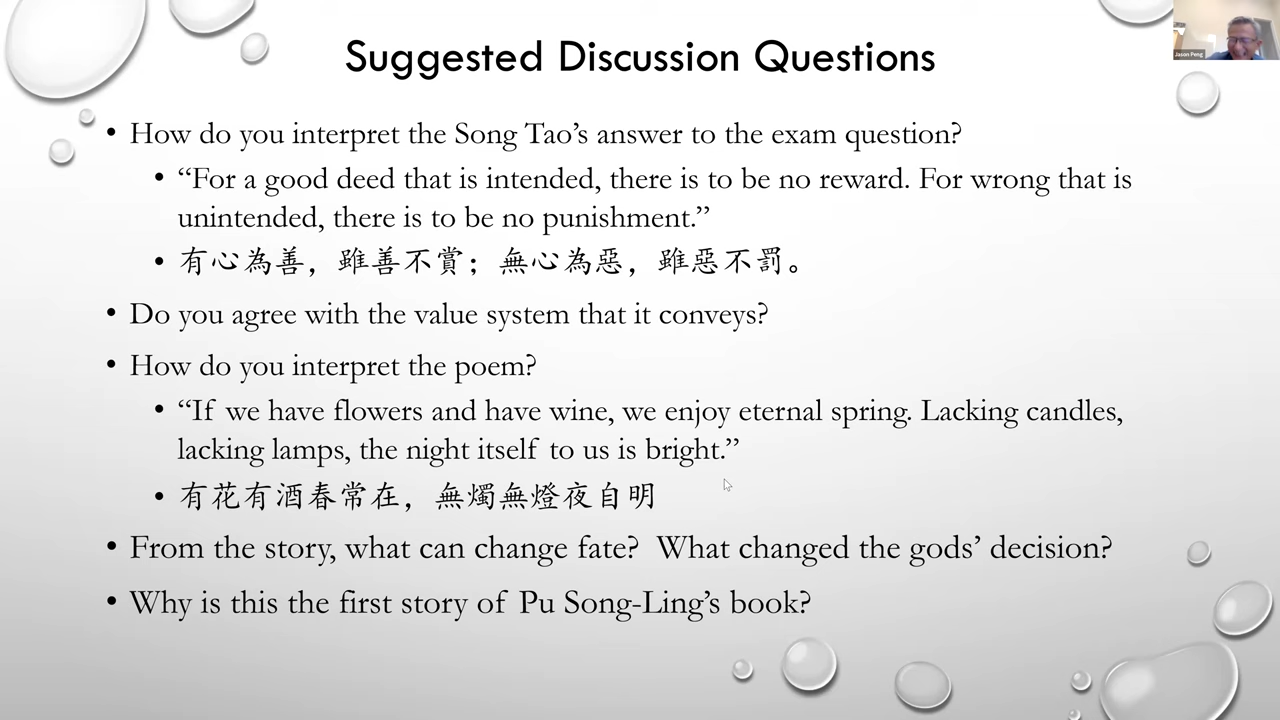 Suggested Discussion Questions
Jason Peng
• How do you interpret the Song Tao’s answer to the exam question?
• “For a good deed that is intended, there is to be no reward. For wrong that is
unintended, there is to be no punishment.”
• 有心為善，雖善不賞；無心為惡，雖惡不罰。
• Do you agree with the value system that it conveys?
• How do you interpret the poem?
• “If we have flowers and have wine, we enjoy eternal spring. Lacking candles,
lacking lamps, the night itself to us is bright.”
• 有花有酒春常在，無燭無燈夜自明
• From the story, what can change fate? What changed the gods’ decision?
• Why is this the first story of Pu Song-Ling’s book?